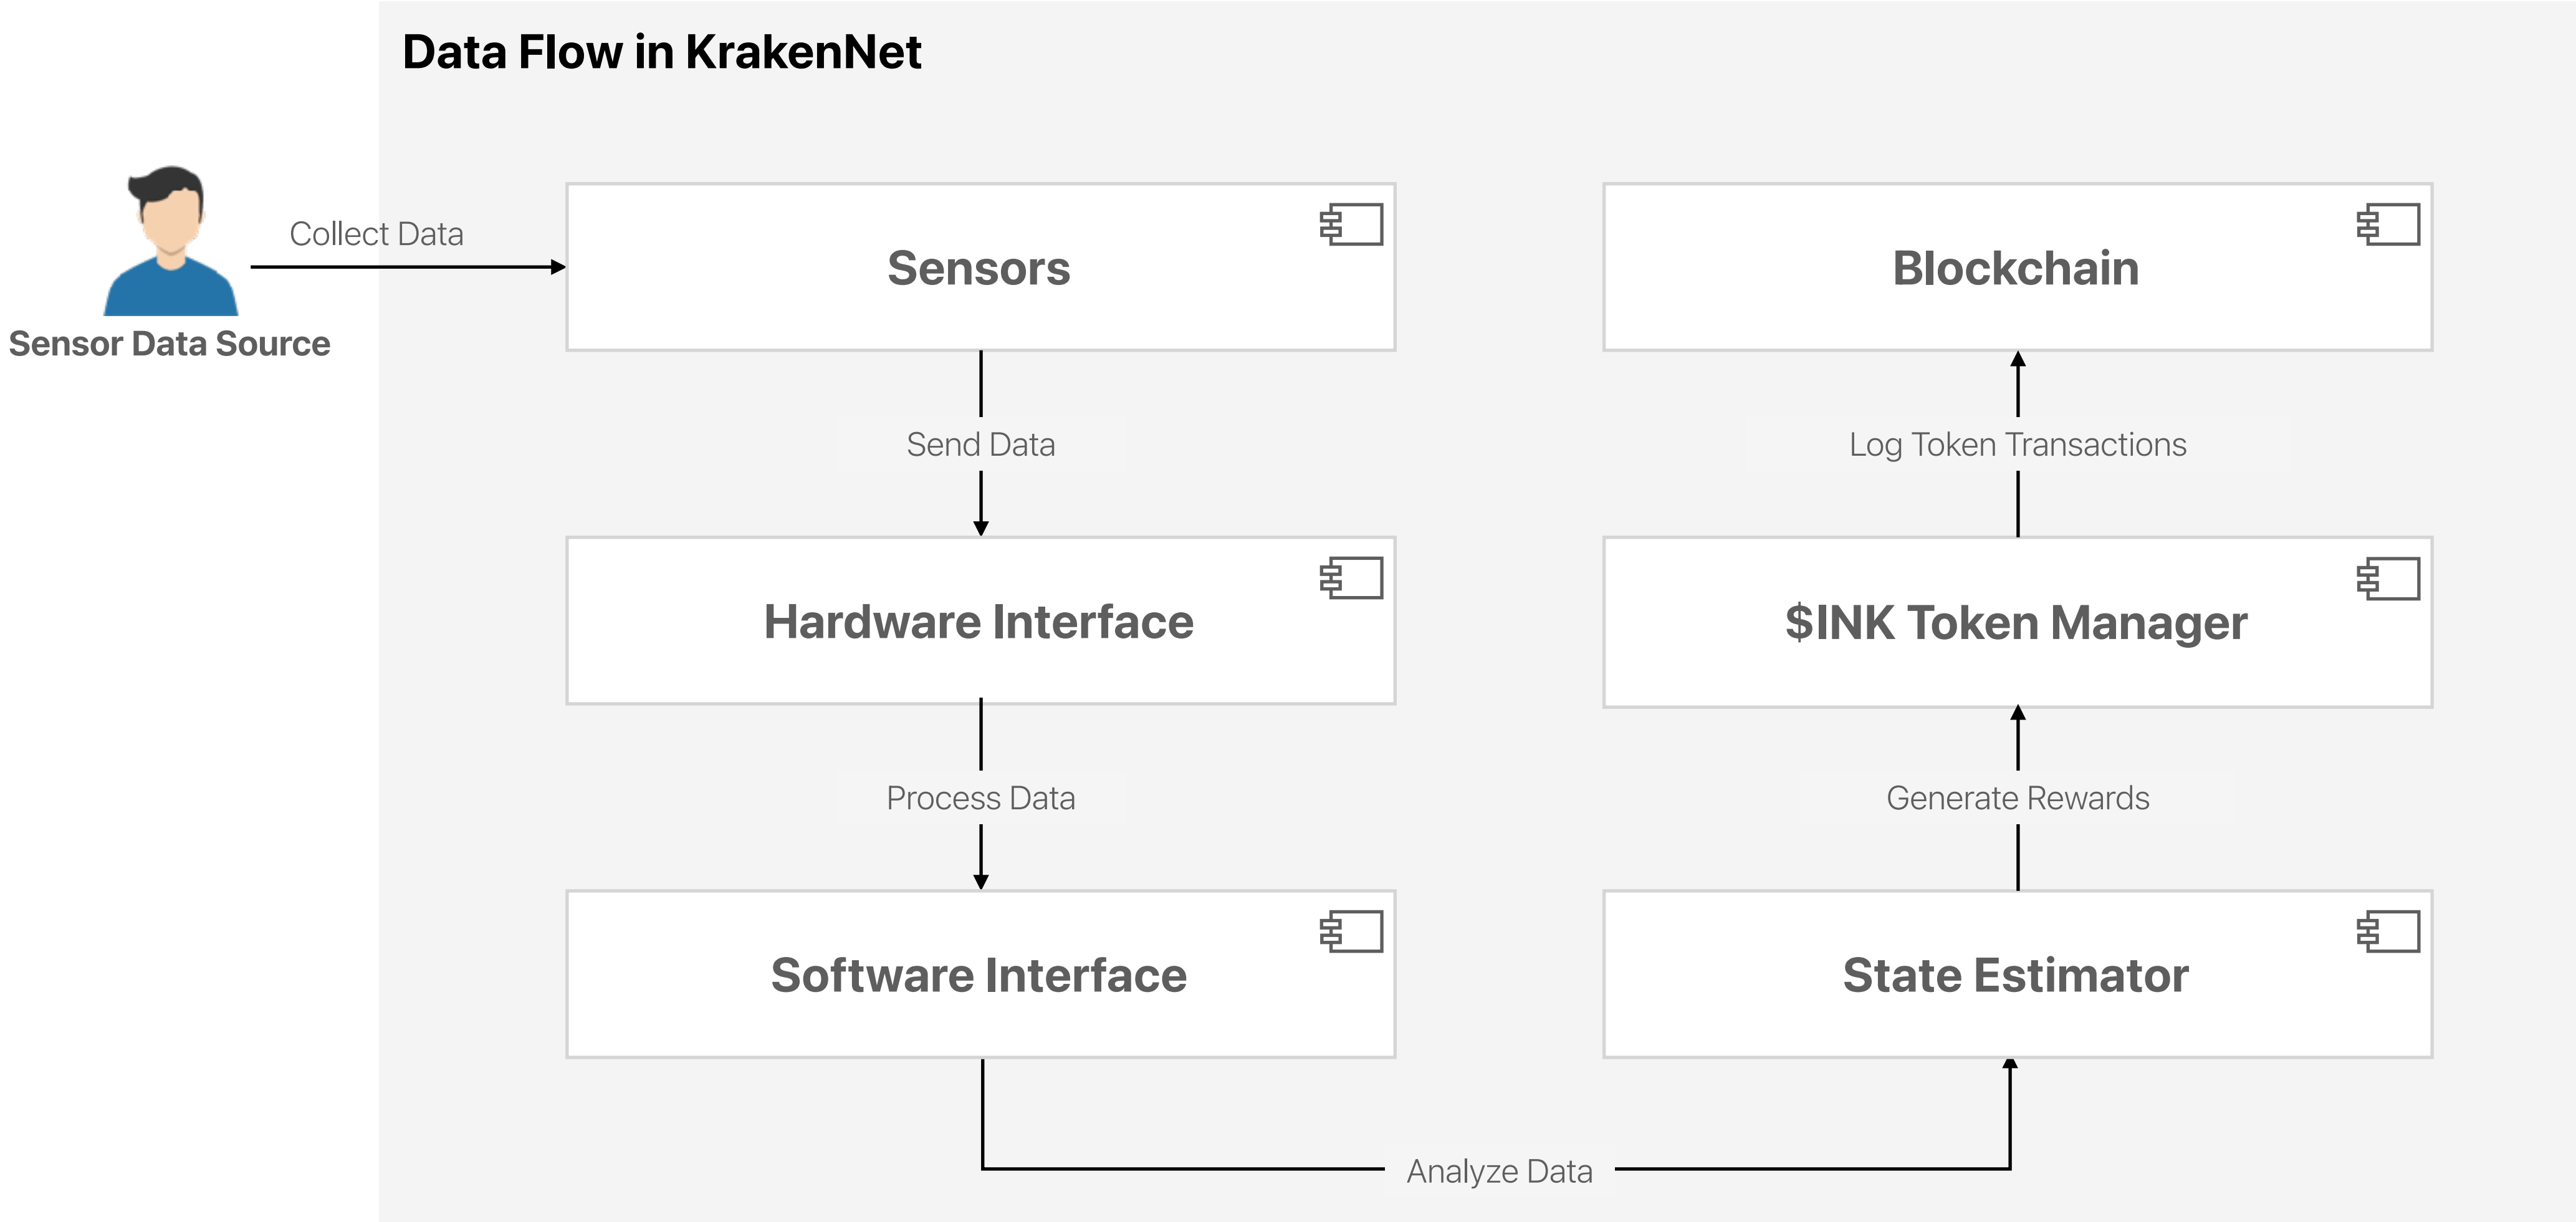 Data Flow in KrakenNet
Sensor Data Source
Collect Data
Sensors
Send Data
Hardware Interface
Process Data
Software Interface
Analyze Data
State Estimator
Generate Rewards
$INK Token Manager
Log Token Transactions
Blockchain